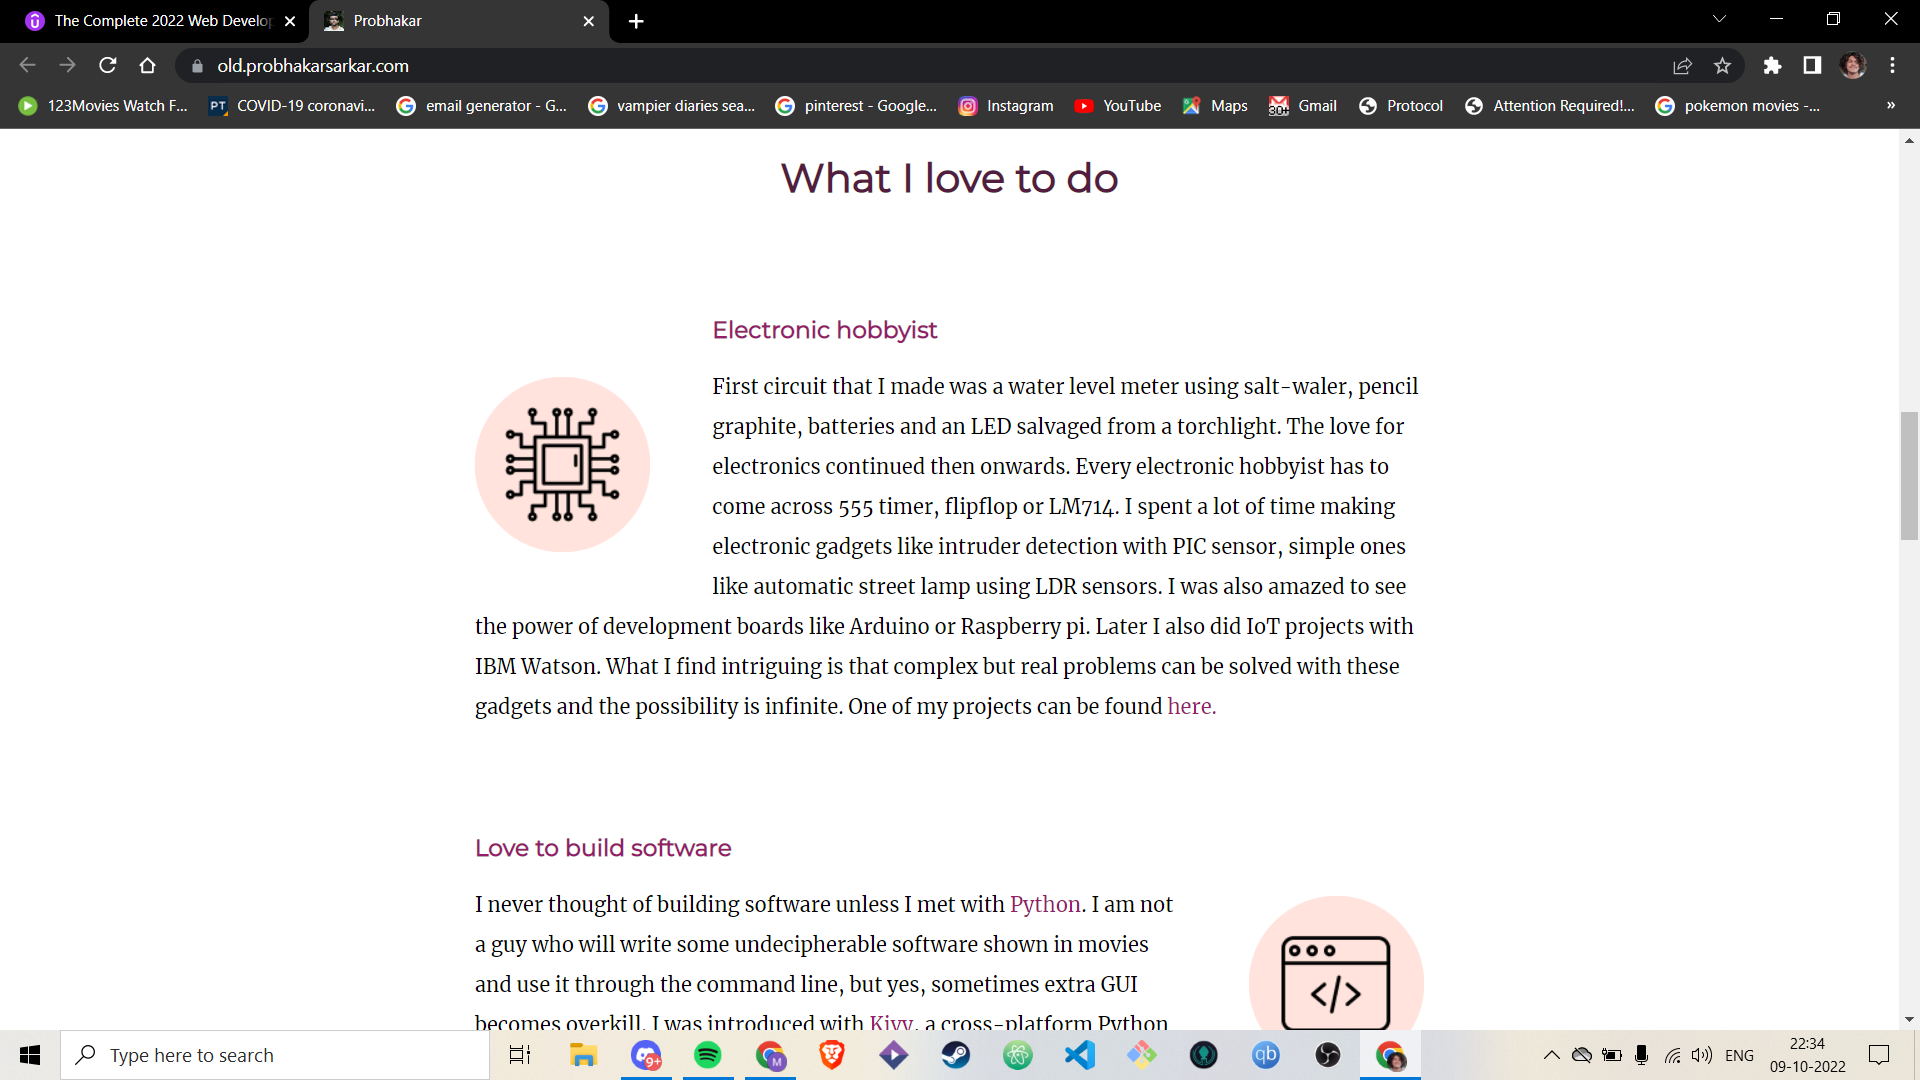 The Complete 2022 Web Develop
Probhakar
old.probhakarsarkar.com
123Movies Watch F...
PT
COVID-19 coronavi...
email generator - G...
vampier diaries sea...
pinterest - Google...
Instagram
YouTube
Maps
30+
Gmail
Protocol
Attention Required!...
pokemon movies -...
»
What I love to do
Electronic hobbyist
First circuit that I made was a water level meter using salt-waler, pencil
graphite, batteries and an LED salvaged from a torchlight. The love for
electronics continued then onwards. Every electronic hobbyist has to
come across 555 timer, flipflop or LM714. I spent a lot of time making
electronic gadgets like intruder detection with PIC sensor, simple ones
like automatic street lamp using LDR sensors. I was also amazed to see
the power of development boards like Arduino or Raspberry pi. Later I also did IoT projects with
IBM Watson. What I find intriguing is that complex but real problems can be solved with these
gadgets and the possibility is infinite. One of my projects can be found here.
Love to build software
I never thought of building software unless I met with Python. I am not
a guy who will write some undecipherable software shown in movies
and use it through the command line, but yes, sometimes extra GUI
becomes overkill. I was introduced with Kivy, a cross-platform Python
</>
Type here to search
9+
M
qb
ENG
22:34
09-10-2022